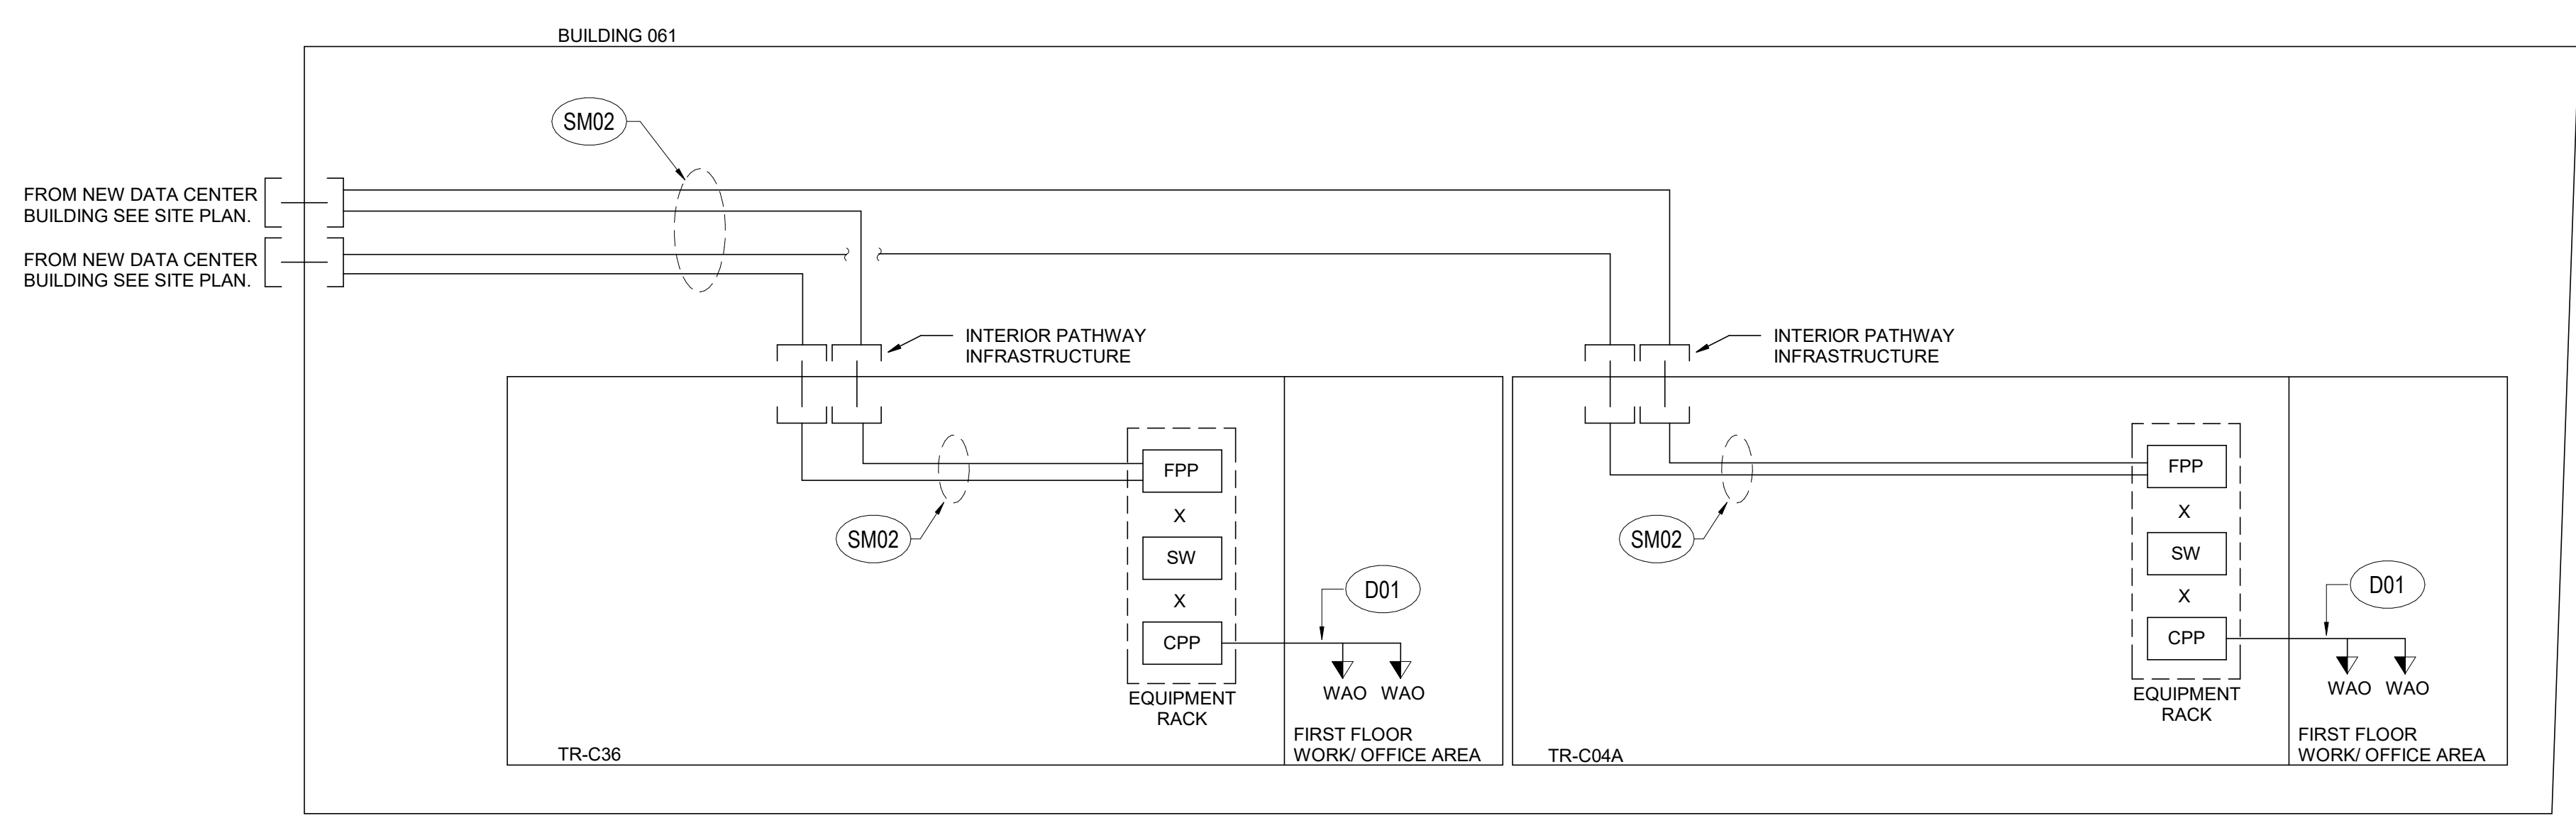 BUILDING 061
SM02
FROM NEW DATA CENTER
BUILDING SEE SITE PLAN.
FROM NEW DATA CENTER
BUILDING SEE SITE PLAN.
INTERIOR PATHWAY
INFRASTRUCTURE
INTERIOR PATHWAY
INFRASTRUCTURE
FPP
X
SW
X
CPP
EQUIPMENT
RACK
SM02
D01
WAO WAO
FIRST FLOOR
WORK/ OFFICE AREA
TR-C36
FPP
X
SW
X
CPP
EQUIPMENT
RACK
SM02
D01
WAO WAO
FIRST FLOOR
WORK/ OFFICE AREA
TR-C04A